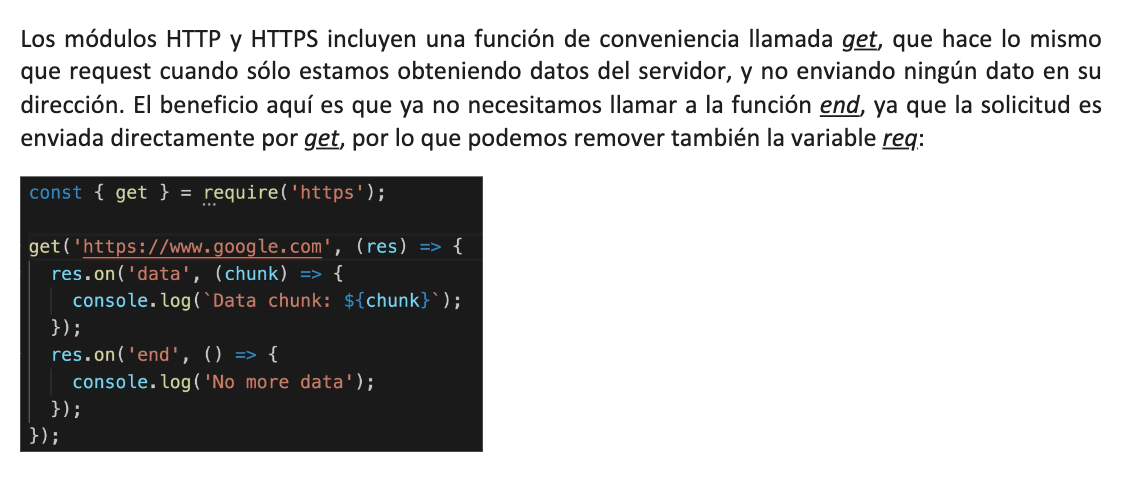 Los módulos HTTP y HTTPS incluyen una función de conveniencia llamada get, que hace lo mismo
que request cuando sólo estamos obteniendo datos del servidor, y no enviando ningún dato en su
dirección. El beneficio aquí es que ya no necesitamos llamar a la función end, ya que la solicitud es
enviada directamente por get, por lo que podemos remover también la variable req:
const { get } = require('https');
get('https://www.google.com', (res) => {
  res.on('data', (chunk) => {
    console.log(`Data chunk: ${chunk}`);
  });
  res.on('end', () => {
    console.log('No more data');
  });
});